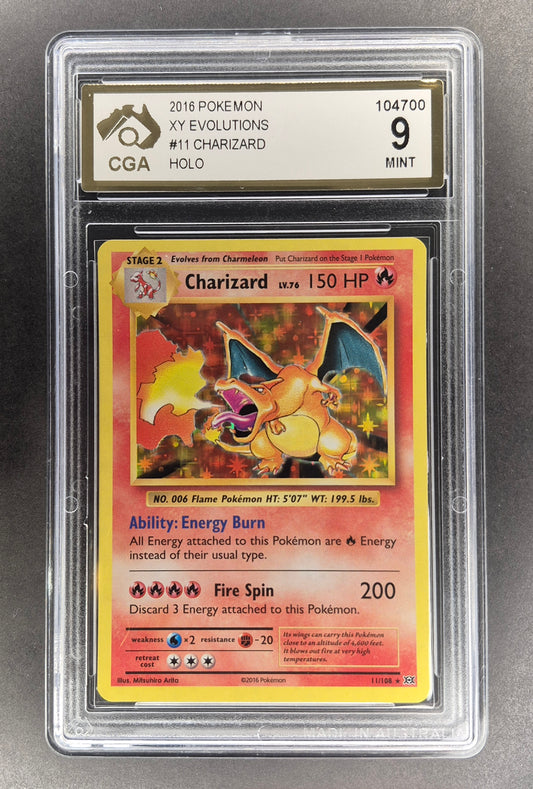 2016 POKEMON
XY EVOLUTIONS
#11 CHARIZARD
HOLO
CGA
104700
9
MINT
STAGE 2 Evolves from Charmeleon Put Charizard on the Stage 1 Pokémon
Charizard LV.76 150 HP
NO. 006 Flame Pokémon HT: 5'07" WT: 199.5 lbs.
Ability: Energy Burn
All Energy attached to this Pokémon are Energy
instead of their usual type.
Fire Spin 200
Discard 3 Energy attached to this Pokémon.
weakness ×2 resistance -20
retreat
cost
Its wings can carry this Pokémon
close to an altitude of 4,600 feet.
It blows out fire at very high
temperatures.
Illus. Mitsuhiro Arita ©2016 Pokémon 11/108 ★